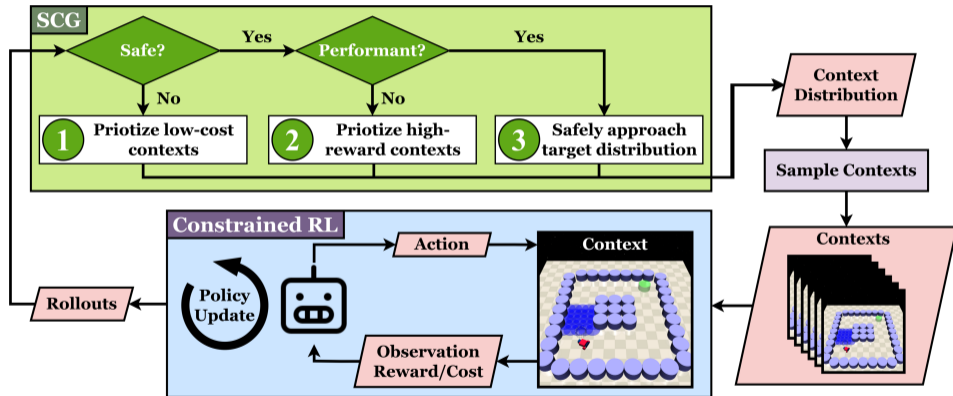 SCG
Safe?
Yes
Performant?
Yes
No
No
1
Priotize low-cost
contexts
2
Priotize high-
reward contexts
3
Safely approach
target distribution
Context
Distribution
Sample Contexts
Contexts
Constrained RL
Action
Context
Policy
Update
Rollouts
Observation
Reward/Cost